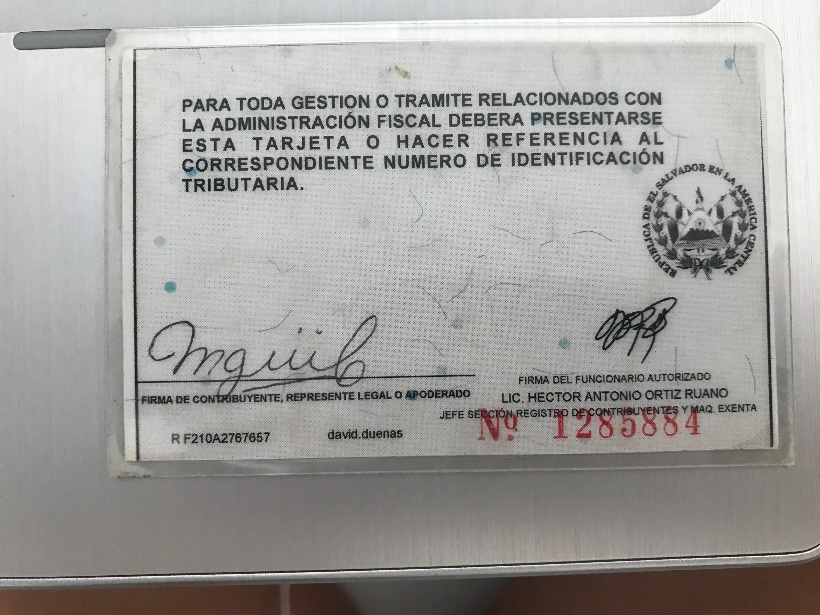 PARA TODA GESTION O TRAMITE RELACIONADOS CON
LA ADMINISTRACIÓN FISCAL DEBERA PRESENTARSE
ESTA TARJETA O HACER REFERENCIA AL
CORRESPONDIENTE NUMERO DE IDENTIFICACIÓN
TRIBUTARIA.
REPUBLICA DE EL SALVADOR EN LA AMERICA CENTRAL
FIRMA DE CONTRIBUYENTE, REPRESENTE LEGAL O APODERADO
FIRMA DEL FUNCIONARIO AUTORIZADO
LIC. HECTOR ANTONIO ORTIZ RUANO
JEFE SECCIÓN REGISTRO DE CONTRIBUYENTES Y MAQ. EXENTA
R F210A2767657 david.duenas
Nº 1285884